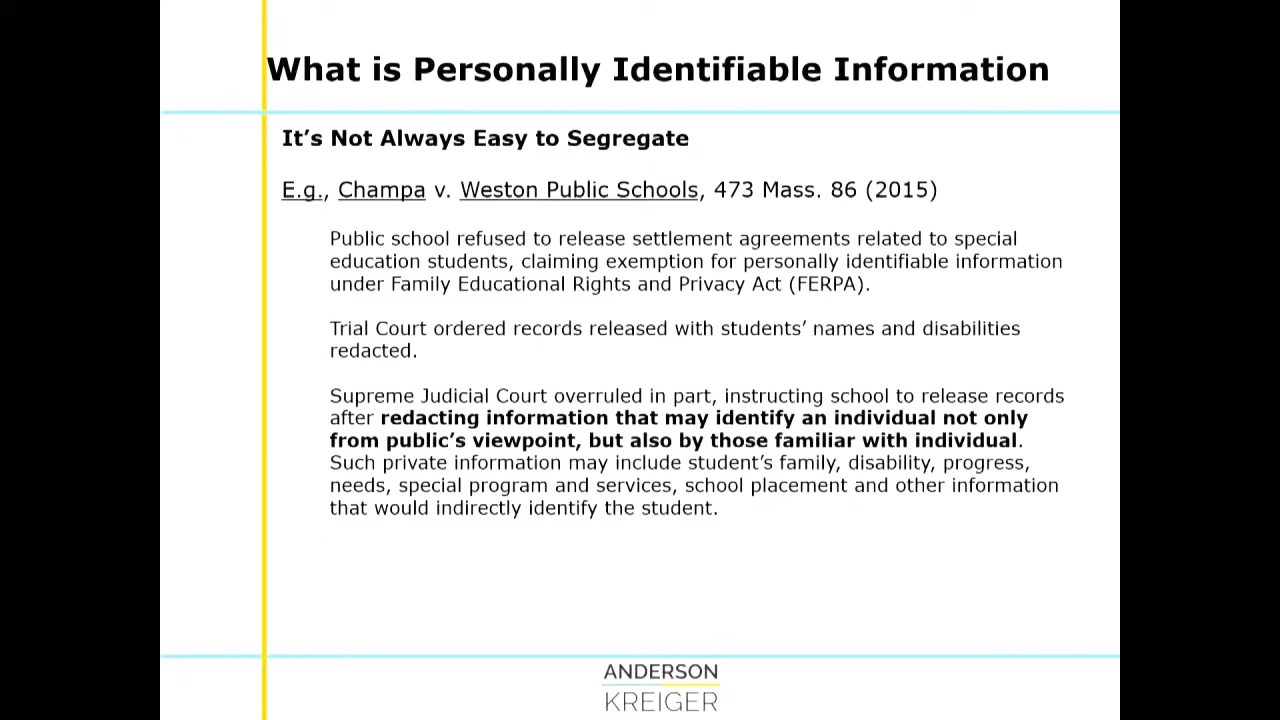 What is Personally Identifiable Information
It's Not Always Easy to Segregate
E.g., Champa v. Weston Public Schools, 473 Mass. 86 (2015)
Public school refused to release settlement agreements related to special
education students, claiming exemption for personally identifiable information
under Family Educational Rights and Privacy Act (FERPA).
Trial Court ordered records released with students' names and disabilities
redacted.
Supreme Judicial Court overruled in part, instructing school to release records
after redacting information that may identify an individual not only
from public's viewpoint, but also by those familiar with individual.
Such private information may include student's family, disability, progress,
needs, special program and services, school placement and other information
that would indirectly identify the student.
ANDERSON
KREIGER